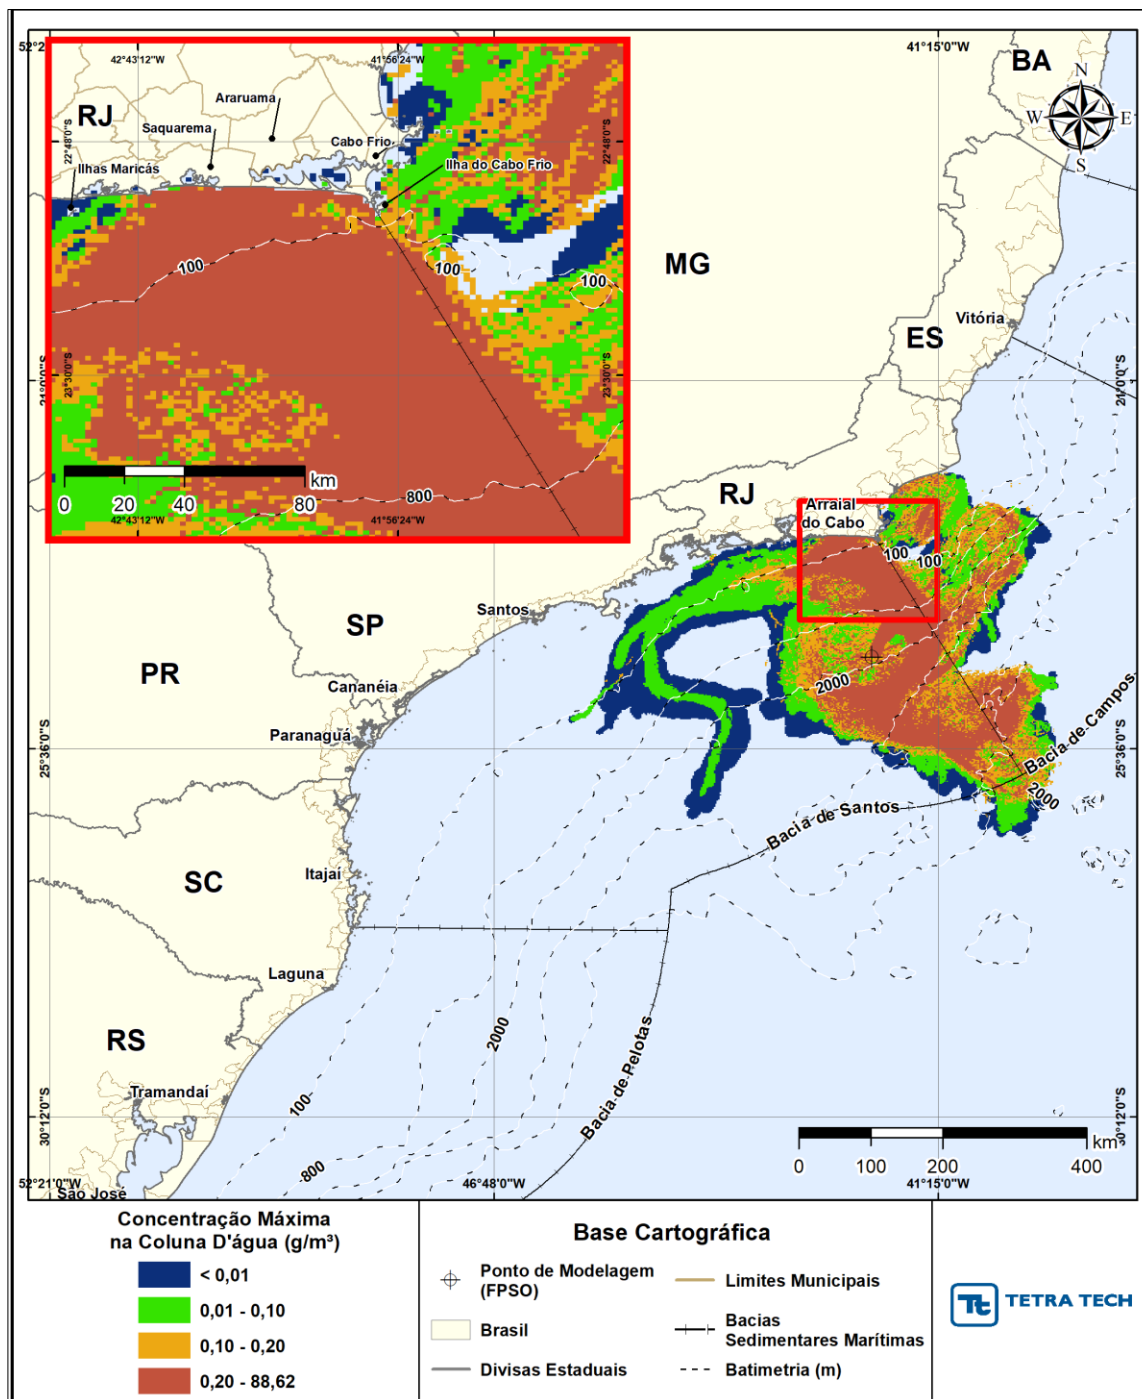 52°21'0"W
41°15'0"W
42°43'12"W
41°56'24"W
BA
N
W
E
S
RJ
Araruama
Saquarema
Cabo Frio
Ilhas Maricás
Ilha do Cabo Frio
22°48'0"S
22°48'0"S
100
100
100
MG
ES
Vitória
21°0'0"S
23°30'0"S
23°30'0"S
21°0'0"S
800
km
0
20
40
80
42°43'12"W
41°56'24"W
RJ
Arraial
do Cabo
100
100
SP
Santos
PR
Cananéia
2000
Paranaguá
25°36'0"S
25°36'0"S
Bacia de Campos
2000
Bacia de Santos
SC
Itajaí
Laguna
RS
2000
Bacia de Pelotas
Tramandaí
100
30°12'0"S
30°12'0"S
km
0
100
200
400
800
52°21'0"W
46°48'0"W
41°15'0"W
São José
Concentração Máxima
na Coluna D'água (g/m³)
< 0,01
0,01 - 0,10
0,10 - 0,20
0,20 - 88,62
Base Cartográfica
Ponto de Modelagem
(FPSO)
Brasil
Divisas Estaduais
Limites Municipais
Bacias
Sedimentares Marítimas
Batimetria (m)
Tt
TETRA TECH